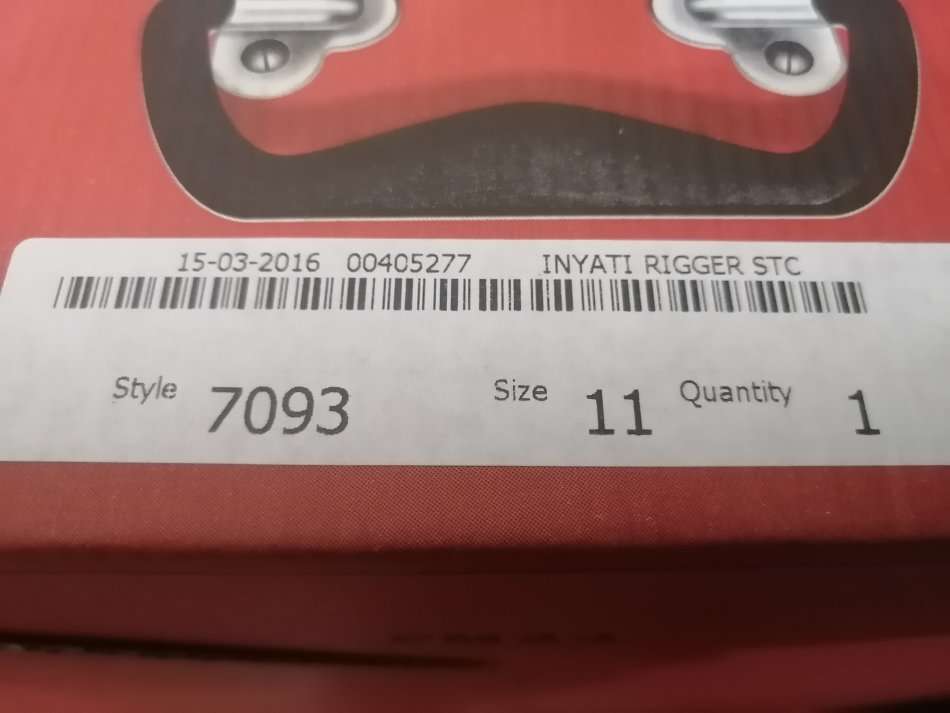 15-03-2016 00405277 INYATI RIGGER STC
Style 7093 Size 11 Quantity 1